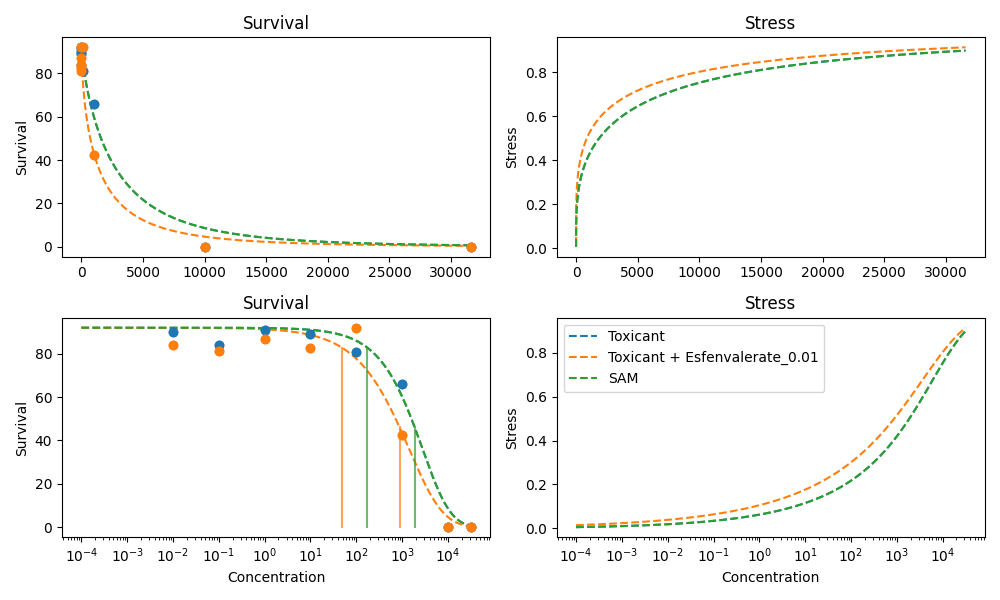 Survival
Survival
80
60
40
20
0
0 5000 10000 15000 20000 25000 30000
Stress
Stress
0.8
0.6
0.4
0.2
0.0
0 5000 10000 15000 20000 25000 30000
Survival
Survival
80
60
40
20
0
10⁻⁴ 10⁻³ 10⁻² 10⁻¹ 10⁰ 10¹ 10² 10³ 10⁴
Concentration
Stress
Stress
0.8
0.6
0.4
0.2
0.0
Toxicant
Toxicant + Esfenvalerate_0.01
SAM
10⁻⁴ 10⁻³ 10⁻² 10⁻¹ 10⁰ 10¹ 10² 10³ 10⁴
Concentration